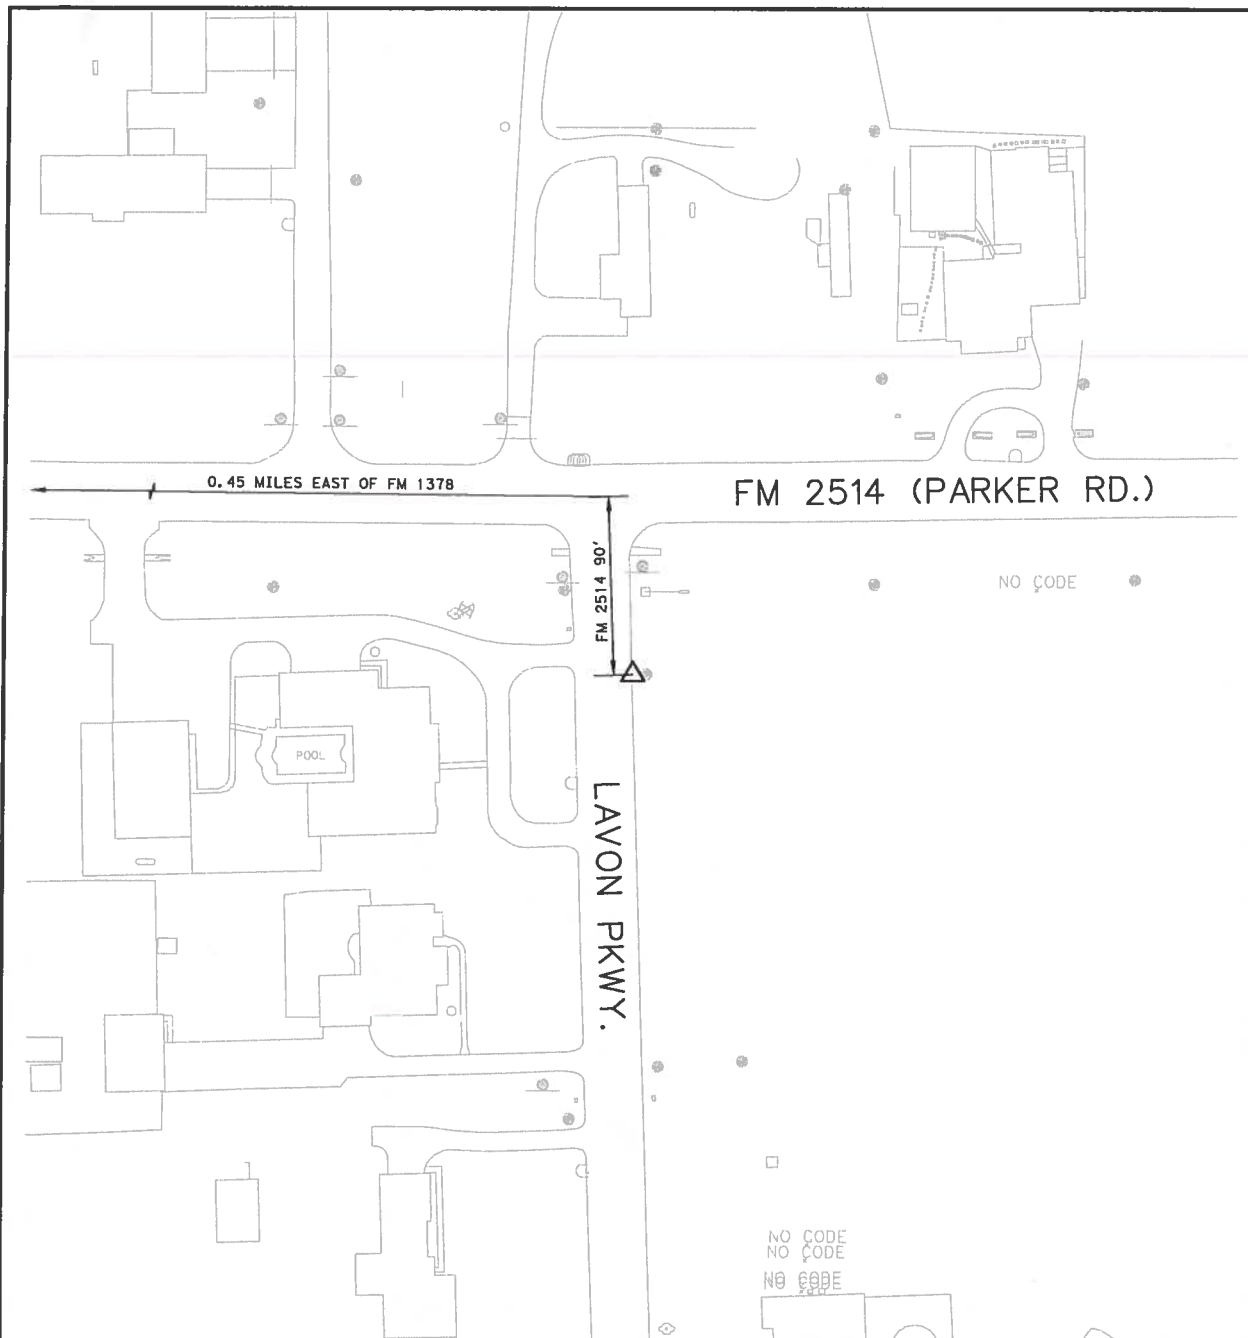 0.45 MILES EAST OF FM 1378
FM 2514 (PARKER RD.)
FM 2514 90'
NO CODE
POOL
LAVON PKWY.
NO CODE
NO CODE
NO CODE